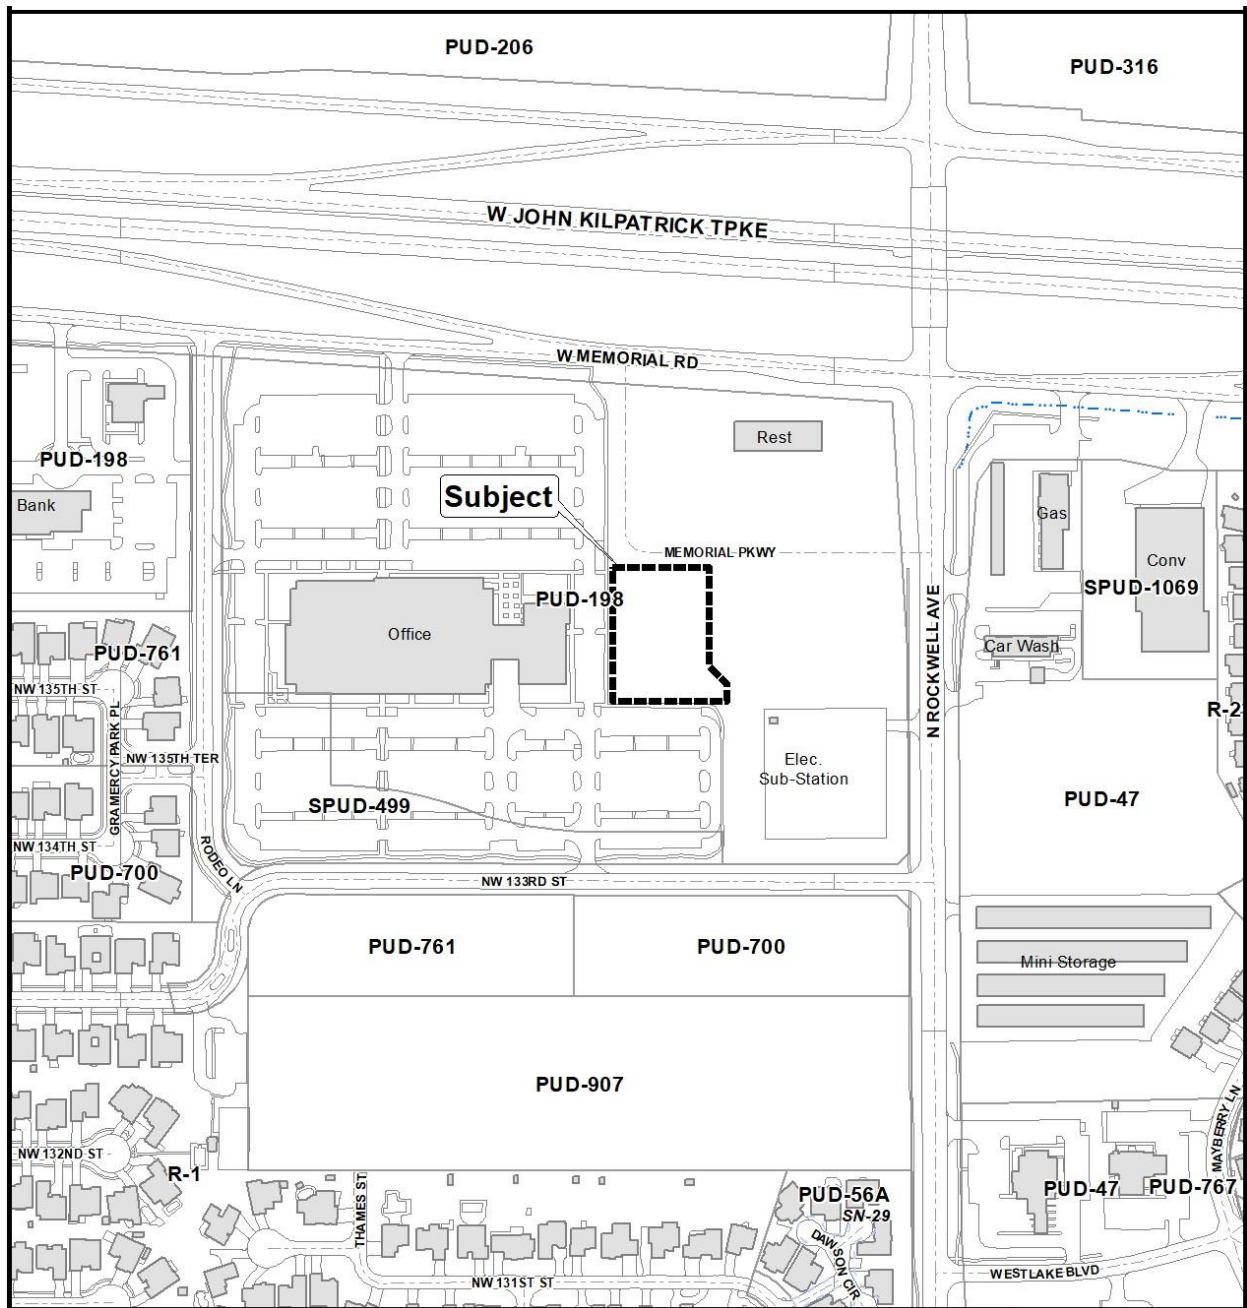 PUD-206
PUD-316
W JOHN KILPATRICK TPKE
W MEMORIAL RD
Rest
PUD-198
Bank
Subject
Gas
MEMORIAL PKWY
Conv
SPUD-1069
PUD-198
Office
N ROCKWELL AVE
Car Wash
PUD-761
NW 135TH ST
GRAMERCY PARK PL
R-2
NW 135TH TER
Elec.
Sub-Station
SPUD-499
PUD-47
NW 134TH ST
RODEO LN
PUD-700
NW 133RD ST
PUD-761
PUD-700
Mini Storage
PUD-907
MAYBERRY LN
NW 132ND ST
R-1
THAMES ST
PUD-56A
SN-29
PUD-47
PUD-767
DAWSON CIR
NW 131ST ST
WESTLAKE BLVD